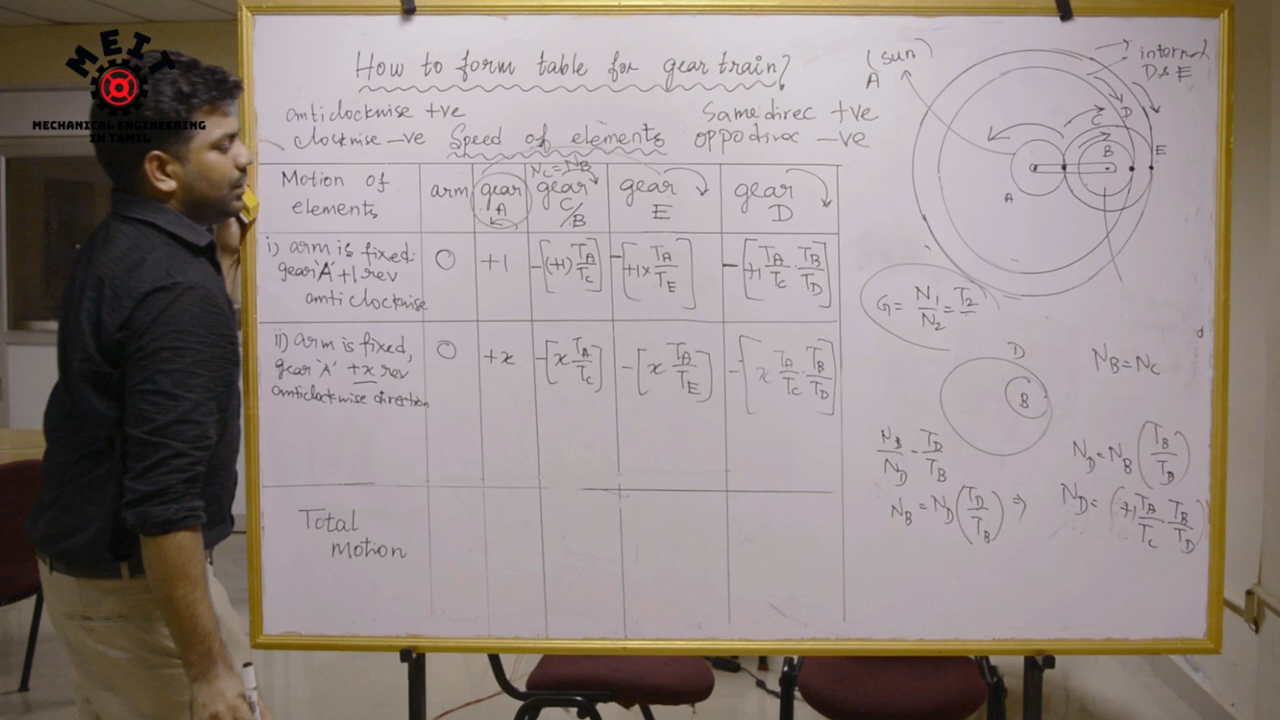 MEIT
MECHANICAL ENGINEERING
IN TAMIL
How to form table for gear train?
anticlockwise +ve
clockwise -ve
Speed of elements
Same direc +ve
oppo direc -ve
Motion of elements
arm
gear A
N_C = N_B
gear C/B
gear E
gear D
i) arm is fixed:
gear 'A' +1 rev
anticlockwise
0
+1
-[(+1) T_A/T_C]
-[+1x T_A/T_E]
-[+1 T_A/T_C . T_B/T_D]
ii) arm is fixed,
gear 'A' +x rev
anticlockwise direction
0
+x
-[x T_A/T_C]
-[x T_A/T_E]
-[x T_A/T_C . T_B/T_D]
Total
motion
(sun)
A
internal
D & E
C
D
B
E
A
G = N_1/N_2 = T_2/
D
B
N_B = N_C
N_B/N_D = T_D/T_B
N_B = N_D (T_D/T_B) ⇒
N_D = N_B (T_B/T_D)
N_D = (+1 T_A/T_C . T_B/T_D)